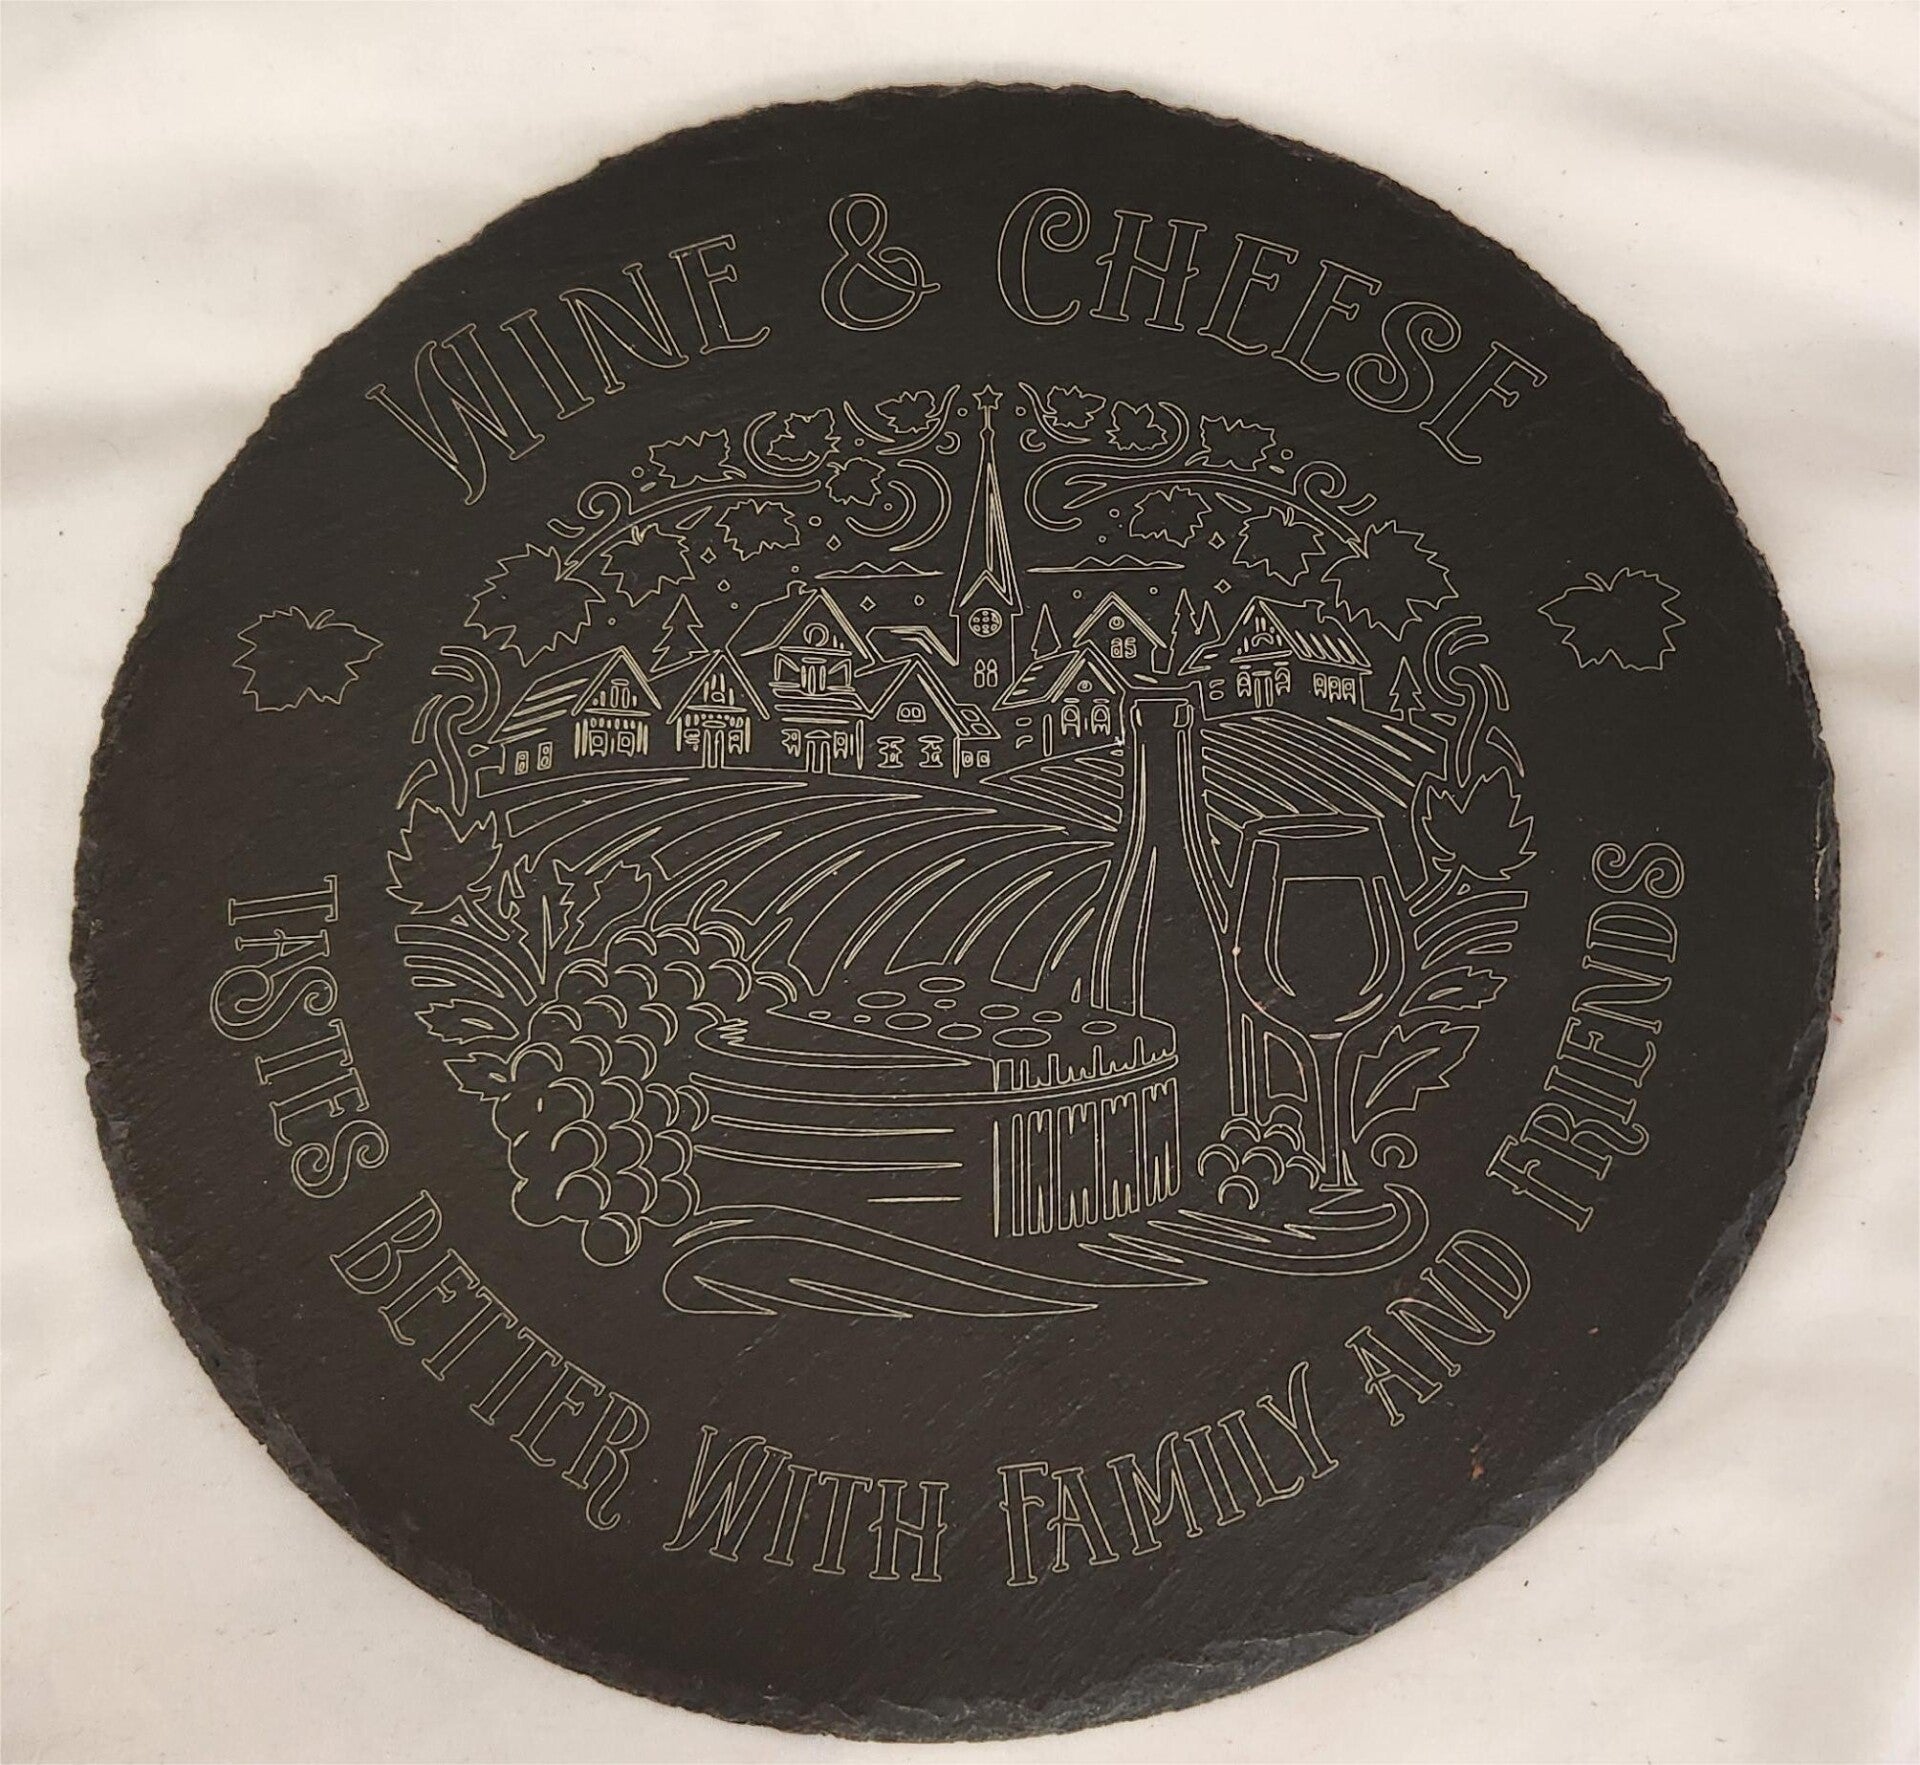 Wine & Cheese
Tastes Better With Family And Friends